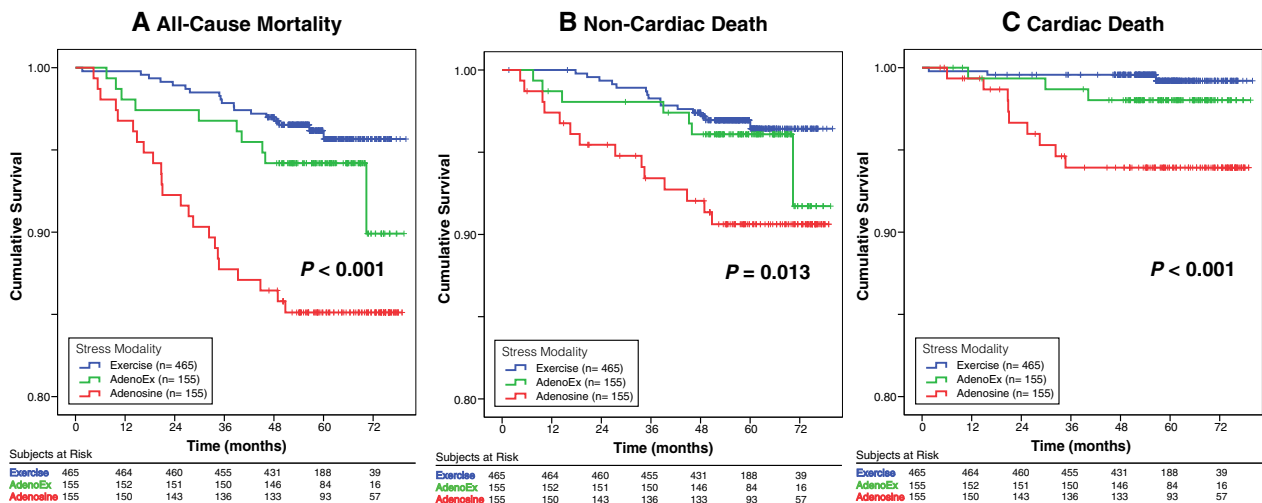 A All-Cause Mortality
1.00
0.90
0.80
Cumulative Survival
P < 0.001
Stress Modality
Exercise (n= 465)
AdenoEx (n= 155)
Adenosine (n= 155)
0 12 24 36 48 60 72
Time (months)
Subjects at Risk
Exercise 465 464 460 455 431 188 39
AdenoEx 155 152 151 150 146 84 16
Adenosine 155 150 143 136 133 93 57
B Non-Cardiac Death
1.00
0.90
0.80
Cumulative Survival
P = 0.013
Stress Modality
Exercise (n= 465)
AdenoEx (n= 155)
Adenosine (n= 155)
0 12 24 36 48 60 72
Time (months)
Subjects at Risk
Exercise 465 464 460 455 431 188 39
AdenoEx 155 152 151 150 146 84 16
Adenosine 155 150 143 136 133 93 57
C Cardiac Death
1.00
0.90
0.80
Cumulative Survival
P < 0.001
Stress Modality
Exercise (n= 465)
AdenoEx (n= 155)
Adenosine (n= 155)
0 12 24 36 48 60 72
Time (months)
Subjects at Risk
Exercise 465 464 460 455 431 188 39
AdenoEx 155 152 151 150 146 84 16
Adenosine 155 150 143 136 133 93 57